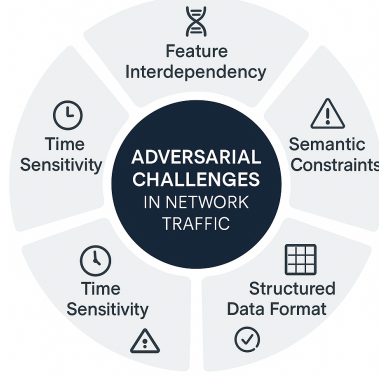 Feature
Interdependency
Time
Sensitivity
Semantic
Constraints
ADVERSARIAL
CHALLENGES
IN NETWORK
TRAFFIC
Time
Sensitivity
Structured
Data Format